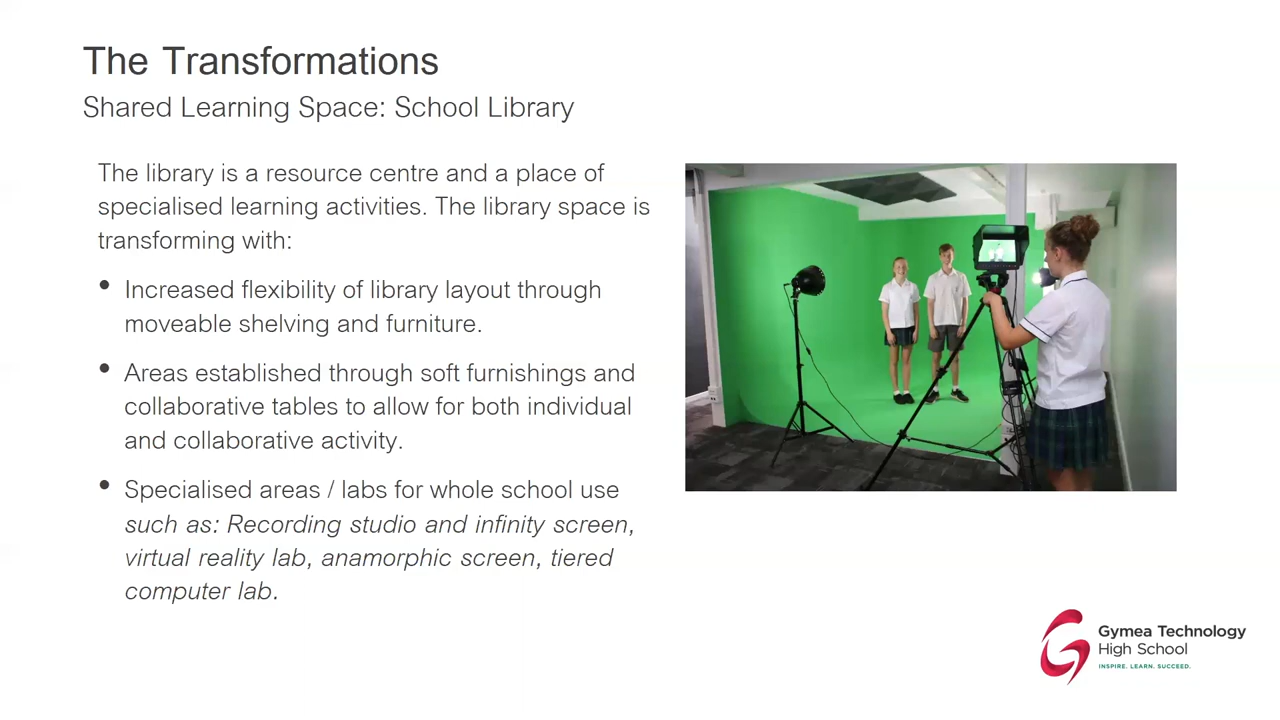 The Transformations
Shared Learning Space: School Library
The library is a resource centre and a place of
specialised learning activities. The library space is
transforming with:
• Increased flexibility of library layout through
moveable shelving and furniture.
• Areas established through soft furnishings and
collaborative tables to allow for both individual
and collaborative activity.
• Specialised areas / labs for whole school use
such as: Recording studio and infinity screen,
virtual reality lab, anamorphic screen, tiered
computer lab.
Gymea Technology
High School
INSPIRE. LEARN. SUCCEED.